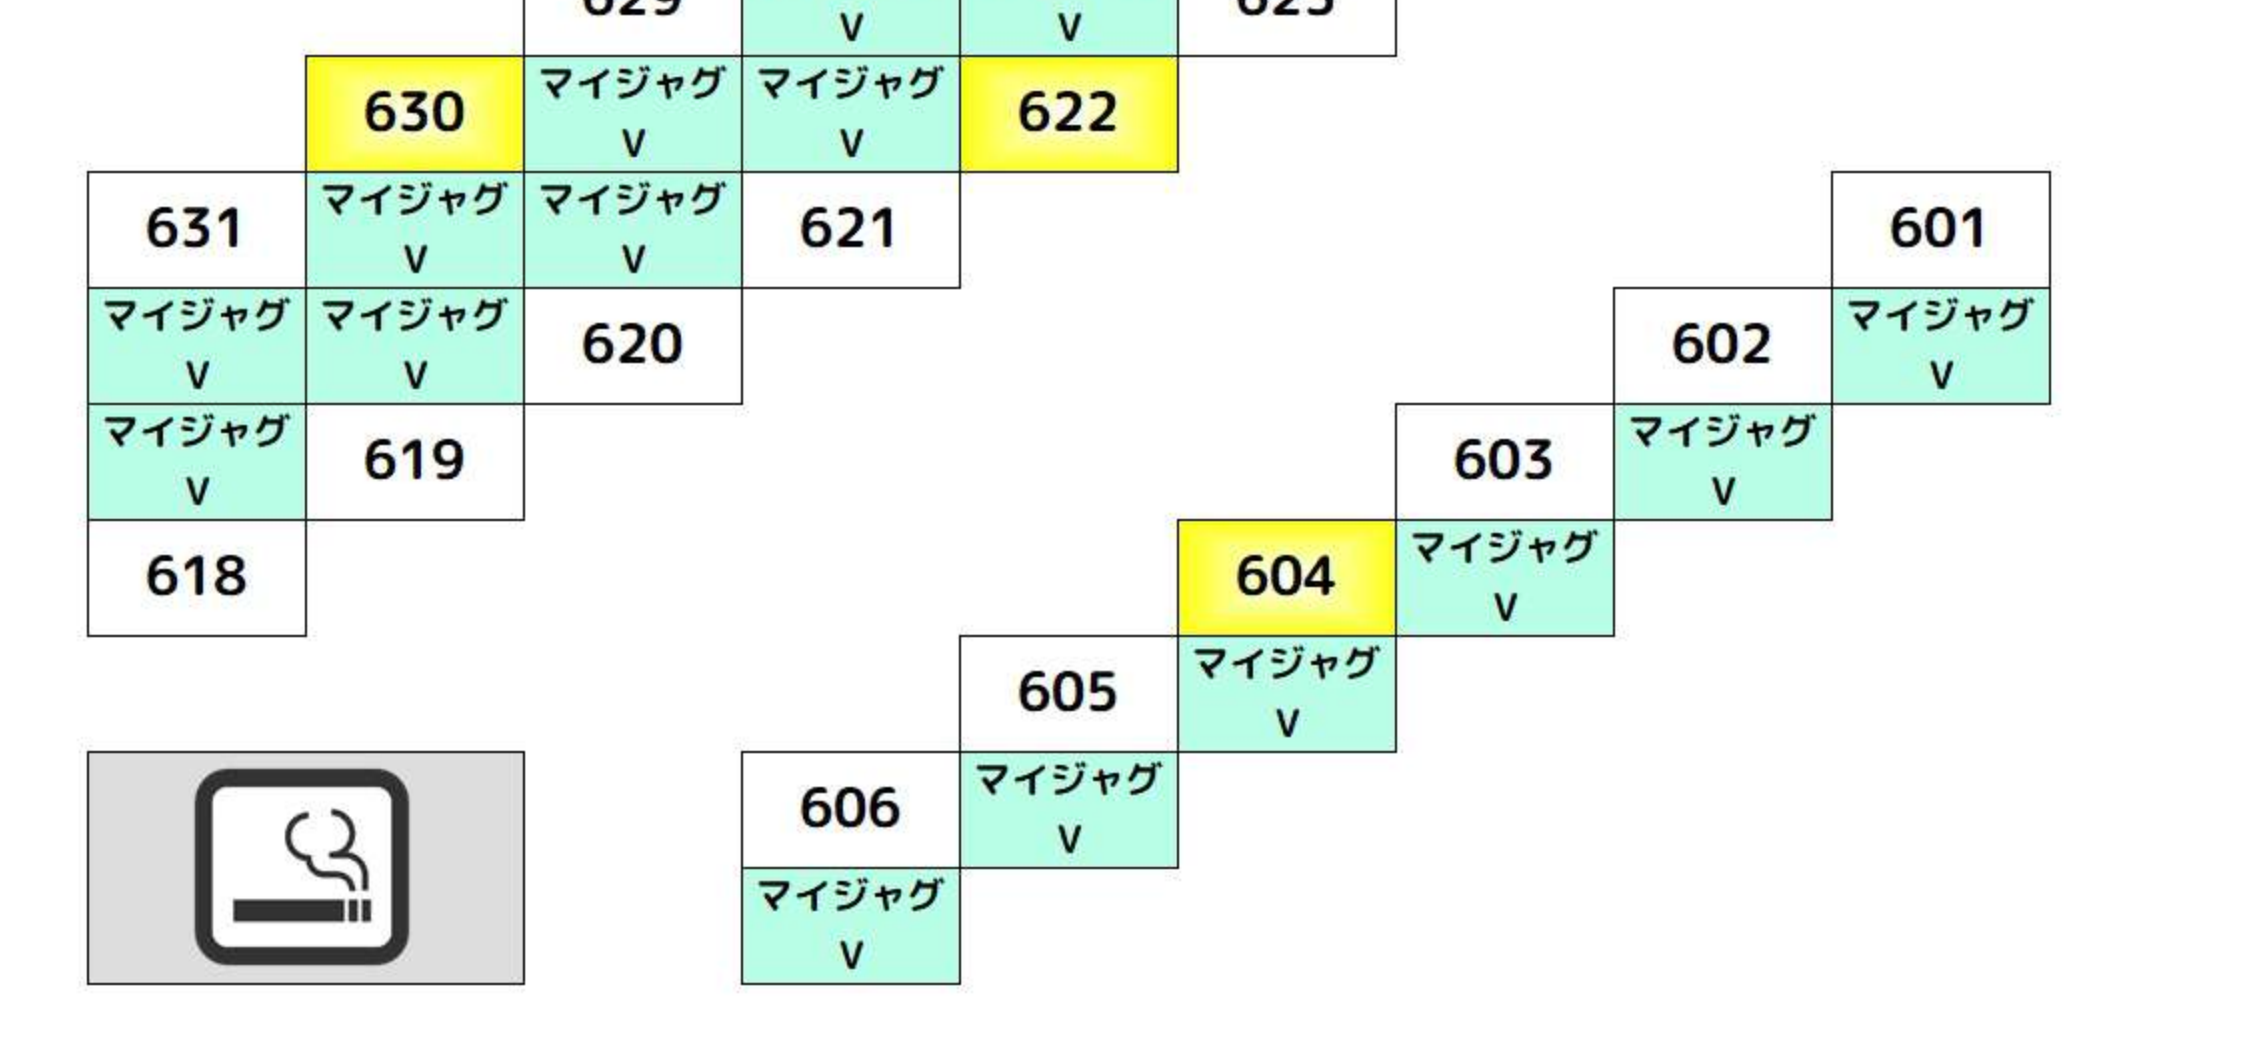 629 623
V V
630 マイジャグ マイジャグ 622
V V
631 マイジャグ マイジャグ 621 601
V V
マイジャグ マイジャグ 620 602 マイジャグ
V V V
マイジャグ 619 603 マイジャグ
V V
618 604 マイジャグ
V
605 マイジャグ
V
606 マイジャグ
V
マイジャグ
V